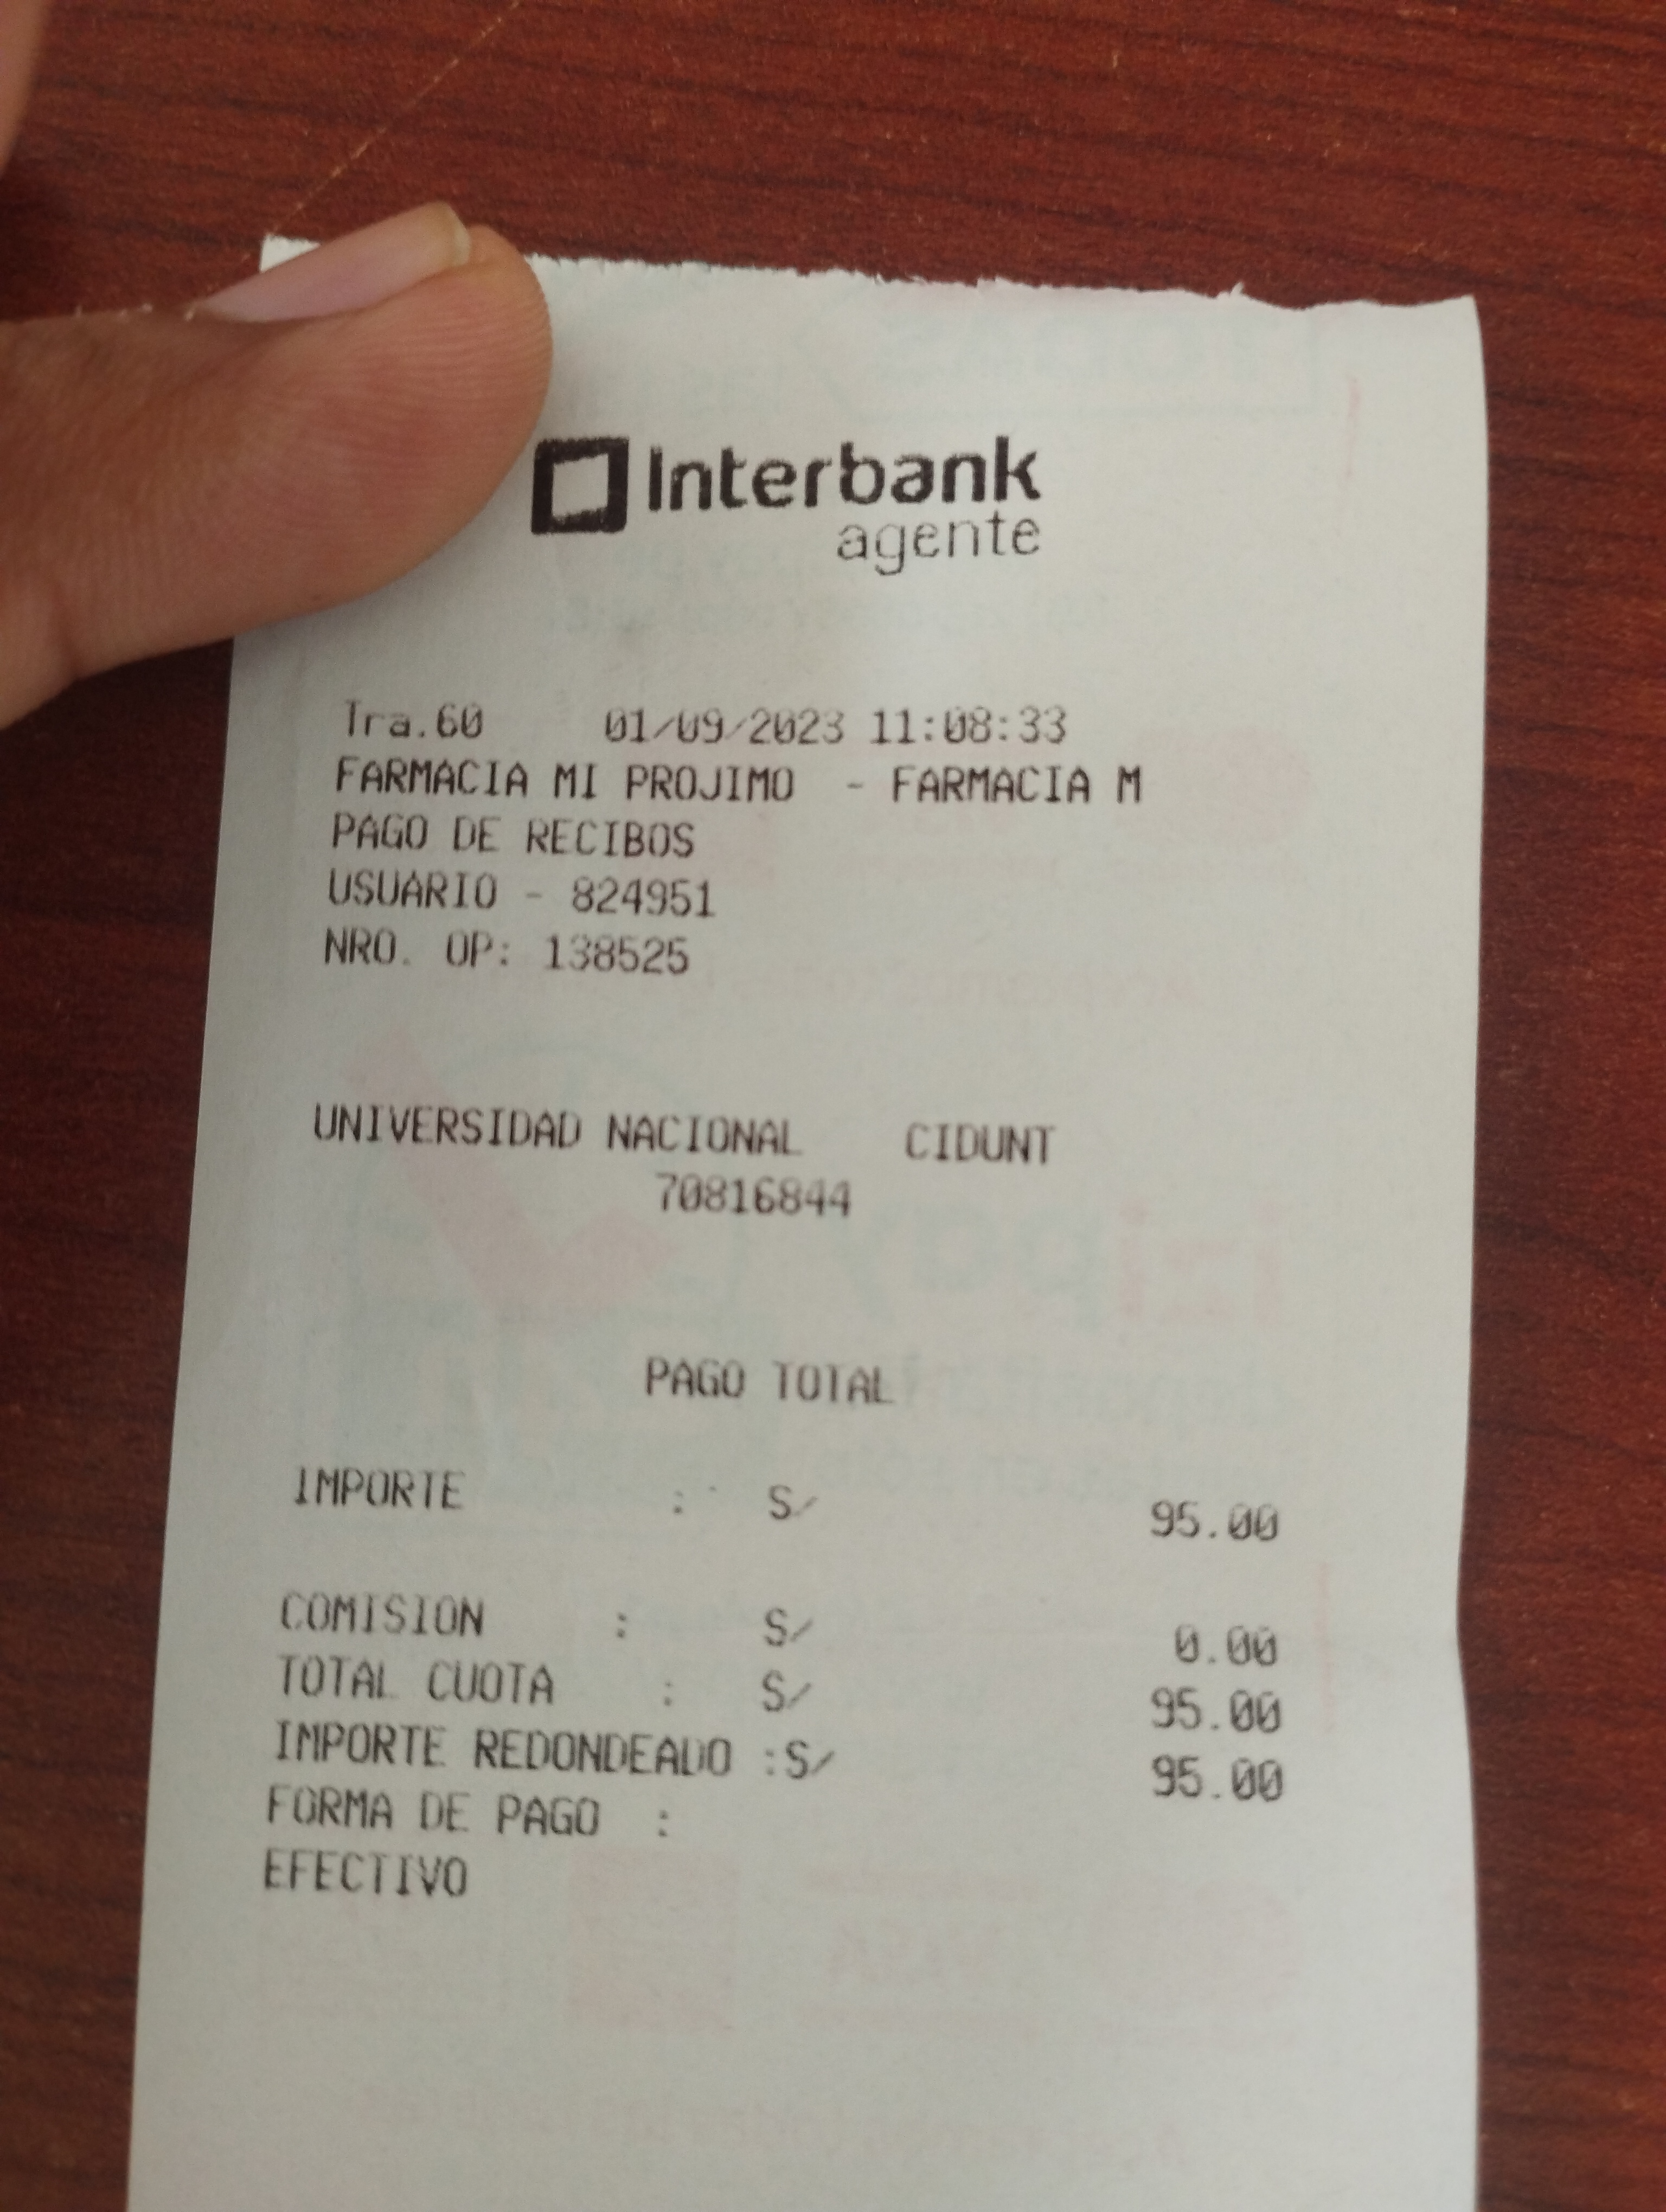 Interbank
agente
Tra.60 01/09/2023 11:08:33
FARMACIA MI PROJIMO - FARMACIA M
PAGO DE RECIBOS
USUARIO - 824951
NRO. OP: 138525
UNIVERSIDAD NACIONAL CIDUNT
70816844
PAGO TOTAL
IMPORTE : S/ 95.00
COMISION : S/ 0.00
TOTAL CUOTA : S/ 95.00
IMPORTE REDONDEADO :S/ 95.00
FORMA DE PAGO :
EFECTIVO